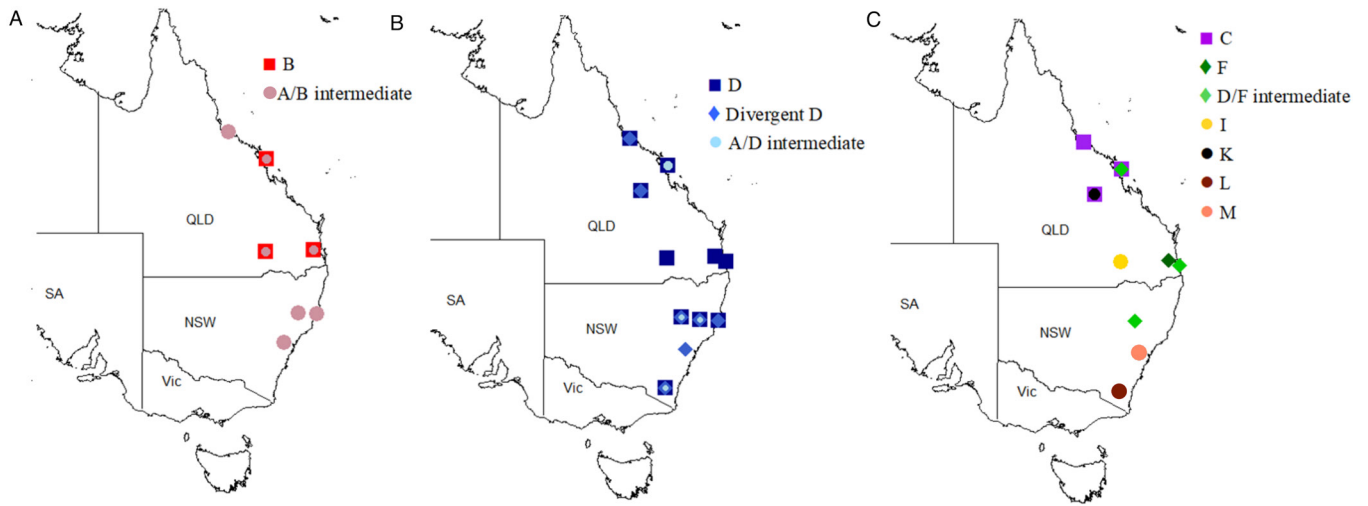 A
B
A/B intermediate
QLD
SA
NSW
Vic
B
D
Divergent D
A/D intermediate
QLD
SA
NSW
Vic
C
C
F
D/F intermediate
I
K
L
M
QLD
SA
NSW
Vic